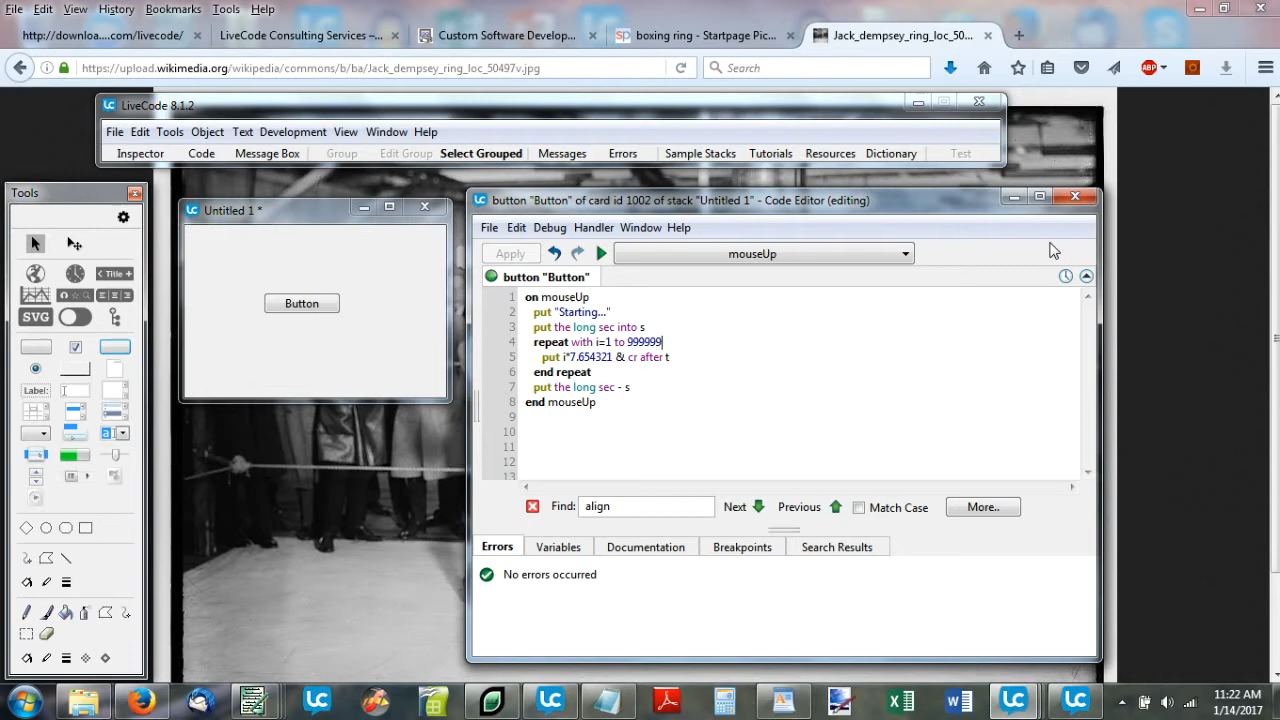 File Edit View History Bookmarks Tools Help
http://downloa....com/livecode/
LiveCode Consulting Services –...
Custom Software Develop...
boxing ring - Startpage Pic...
Jack_dempsey_ring_loc_50...
https://upload.wikimedia.org/wikipedia/commons/b/ba/Jack_dempsey_ring_loc_50497v.jpg
Search
ABP
LiveCode 8.1.2
File Edit Tools Object Text Development View Window Help
Inspector Code Message Box Group Edit Group Select Grouped Messages Errors Sample Stacks Tutorials Resources Dictionary Test
Tools
Title
SVG
Label:
Untitled 1 *
Button
button "Button" of card id 1002 of stack "Untitled 1" - Code Editor (editing)
File Edit Debug Handler Window Help
Apply
mouseUp
button "Button"
1 on mouseUp
2 put "Starting..."
3 put the long sec into s
4 repeat with i=1 to 999999
5 put i*7.654321 & cr after t
6 end repeat
7 put the long sec - s
8 end mouseUp
9
10
11
12
13
Find: align Next Previous Match Case More..
Errors Variables Documentation Breakpoints Search Results
No errors occurred
11:22 AM
1/14/2017